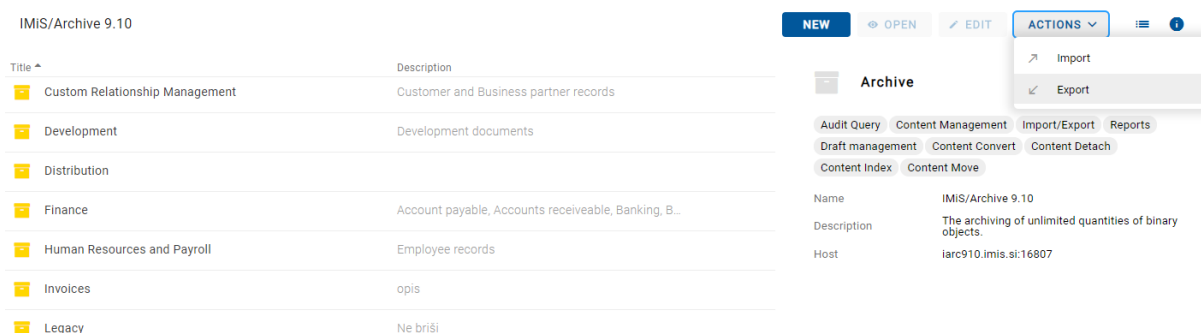 IMiS/Archive 9.10
NEW
OPEN
EDIT
ACTIONS
Import
Export
Title
Description
Custom Relationship Management
Customer and Business partner records
Development
Development documents
Distribution
Finance
Account payable, Accounts receiveable, Banking, B...
Human Resources and Payroll
Employee records
Invoices
opis
Legacy
Ne briši
Archive
Audit Query Content Management Import/Export Reports
Draft management Content Convert Content Detach
Content Index Content Move
Name IMiS/Archive 9.10
Description The archiving of unlimited quantities of binary
objects.
Host iarc910.imis.si:16807